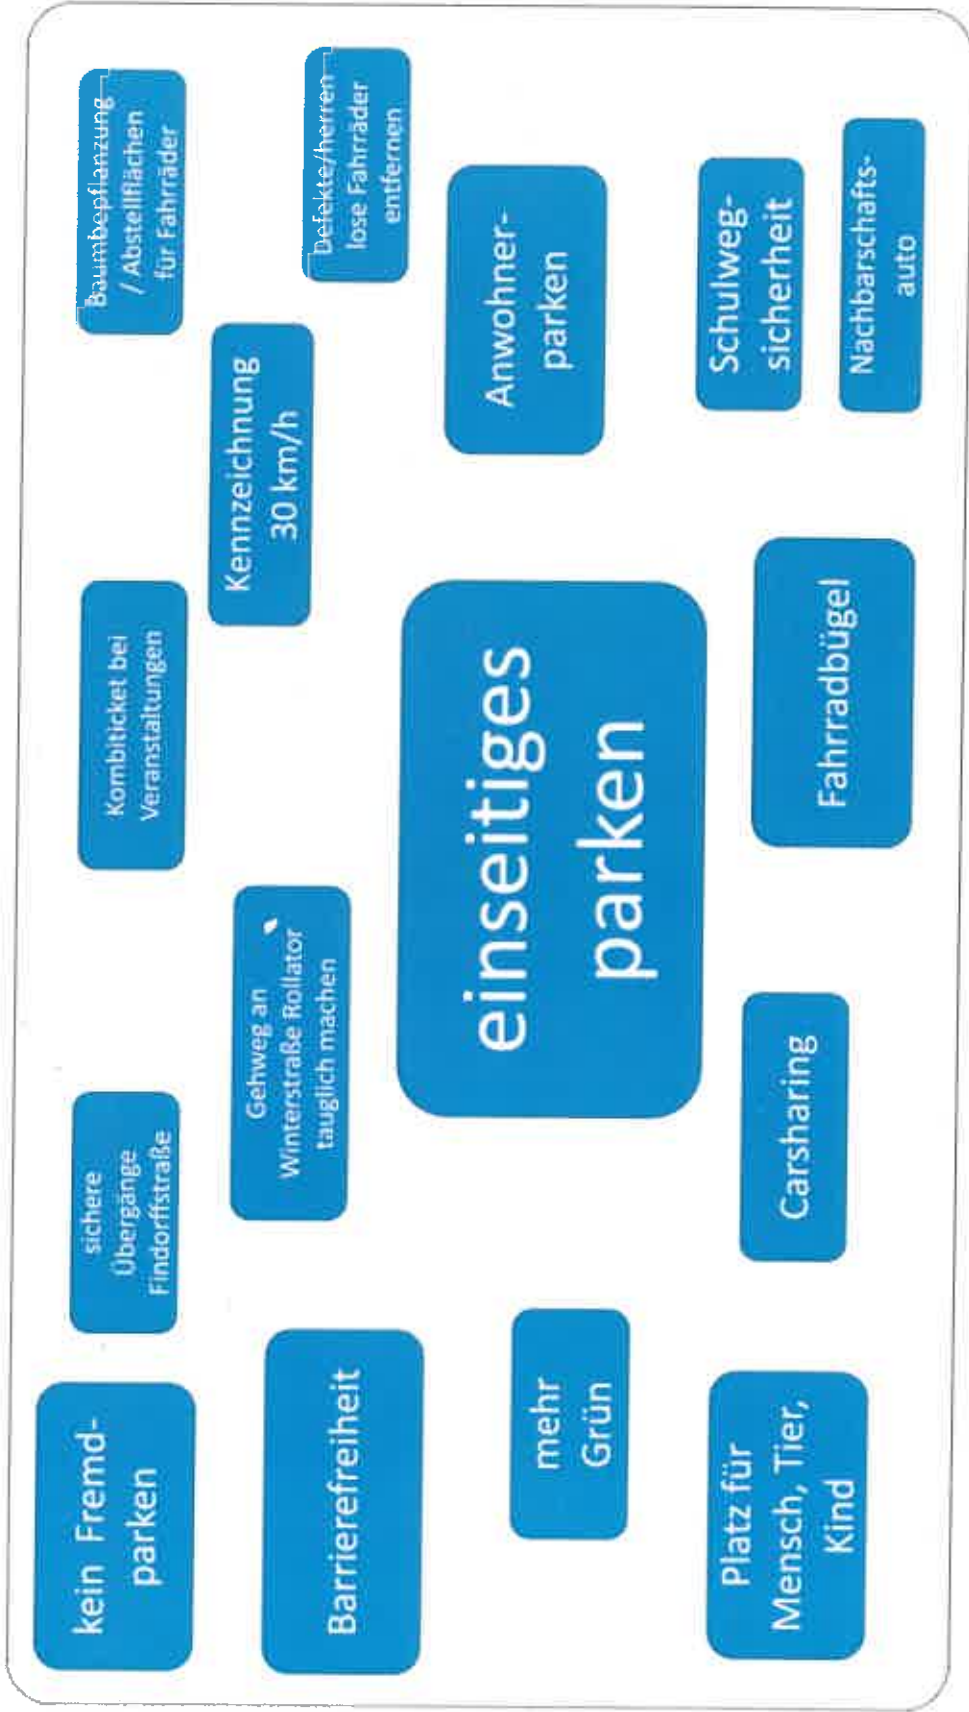 kein Fremd-
parken
sichere
Übergänge
Findorffstraße
Kombiticket bei
Veranstaltungen
Baumbepflanzung
/ Abstellflächen
für Fahrräder
Barrierefreiheit
Gehweg an
Winterstraße Rollator
tauglich machen
Kennzeichnung
30 km/h
Defekte/herren
lose Fahrräder
entfernen
mehr
Grün
einseitiges
parken
Anwohner-
parken
Platz für
Mensch, Tier,
Kind
Carsharing
Fahrradbügel
Schulweg-
sicherheit
Nachbarschafts-
auto